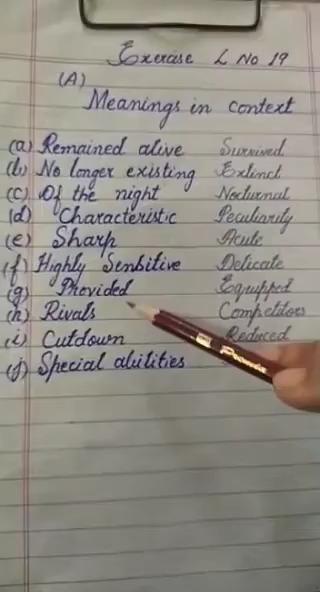 Exercise L No 19
(A)
Meanings in context
(a) Remained alive Survived
(b) No longer existing Extinct
(c) Of the night Nocturnal
(d) Characteristic Peculiarity
(e) Sharp Acute
(f) Highly Sensitive Delicate
(g) Provided Equipped
(h) Rivals Competitors
(i) Cutdown Reduced
(j) Special abilities